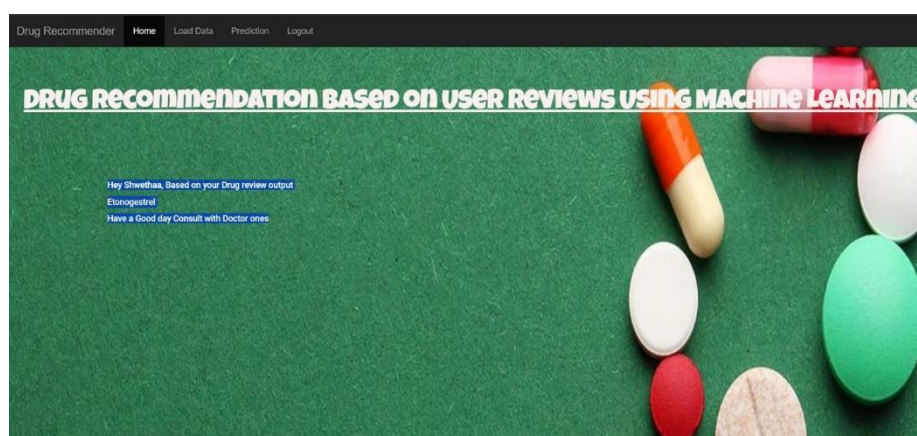 Drug Recommender Home Load Data Prediction Logout
DRUG RECOMMENDATION BASED ON USER REVIEWS USING MACHINE LEARNING
Hey Shwethaa, Based on your Drug review output
Etonogestrel
Have a Good day Consult with Doctor ones